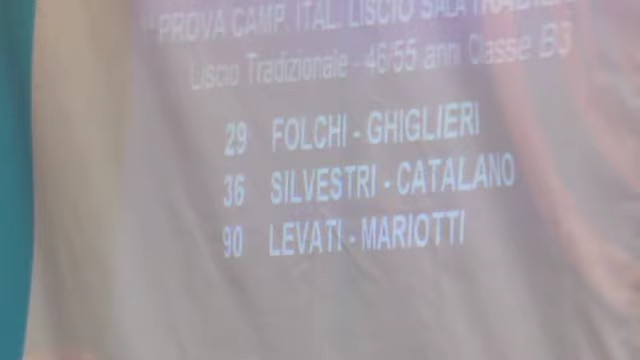 PROVA CAMP. ITAL. LISCIO SALA TRADIZ
Liscio Tradizionale - 46/55 anni Classe B3
29 FOLCHI - GHIGLIERI
36 SILVESTRI - CATALANO
90 LEVATI - MARIOTTI